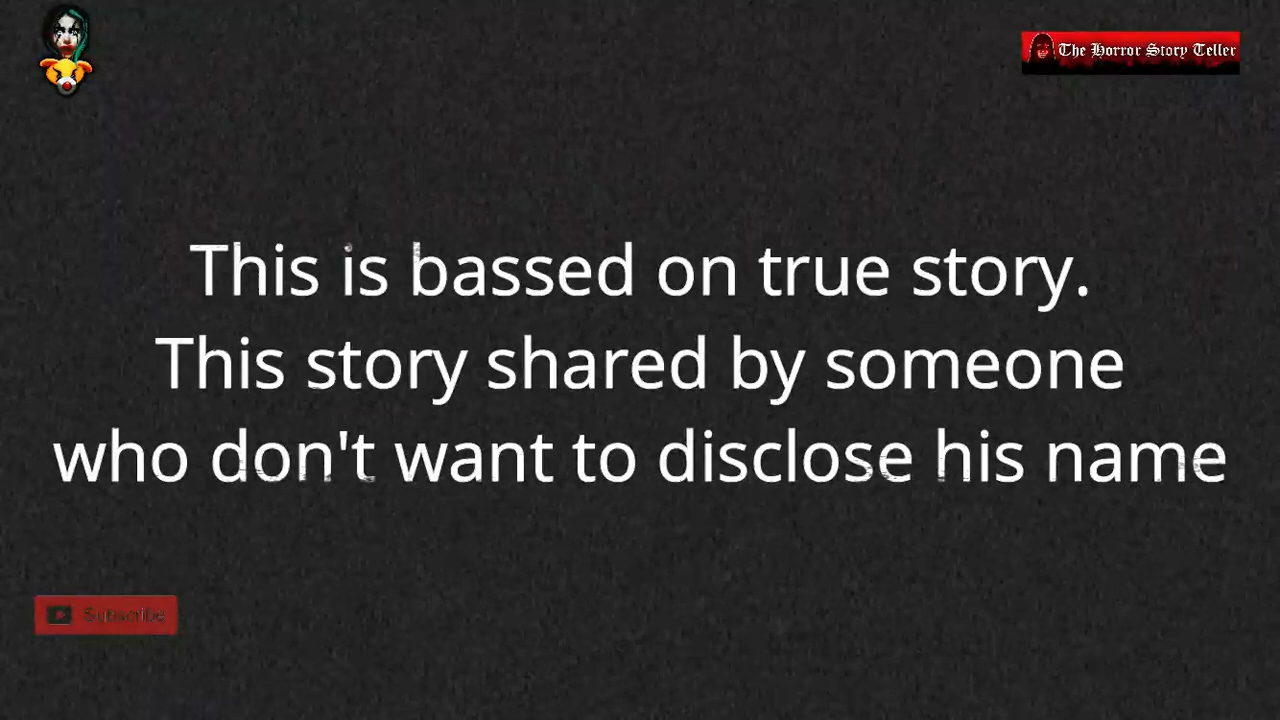 The Horror Story Teller
This is bassed on true story.
This story shared by someone
who don't want to disclose his name
Subscribe